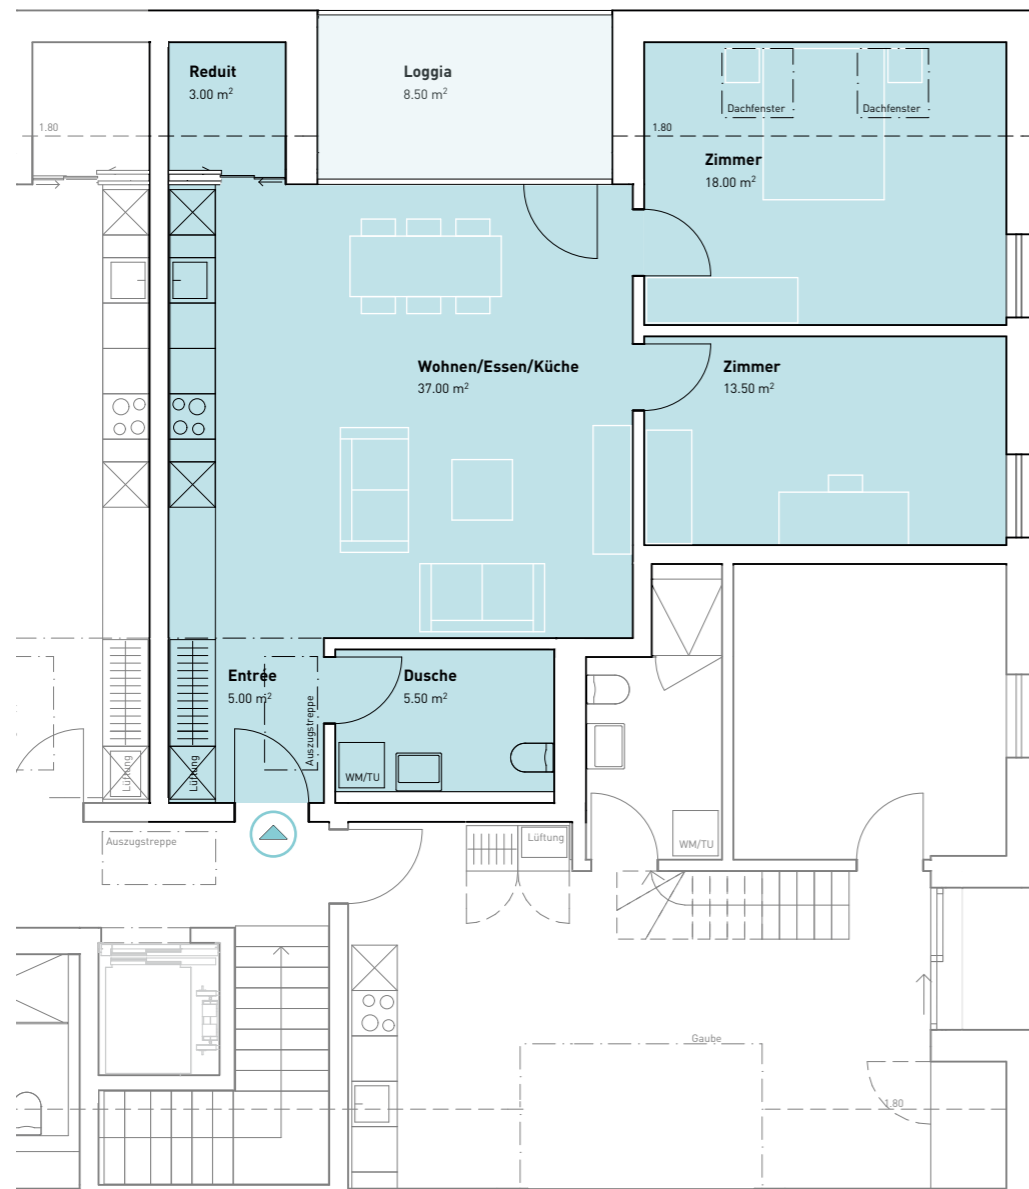 Reduit
3.00 m²
Loggia
8.50 m²
Dachfenster
Dachfenster
1.80
1.80
Zimmer
18.00 m²
Wohnen/Essen/Küche
37.00 m²
Zimmer
13.50 m²
Entrée
5.00 m²
Auszugstreppe
Dusche
5.50 m²
WM/TU
Lüftung
Lüftung
Auszugstreppe
Lüftung
WM/TU
Gaube
1.80